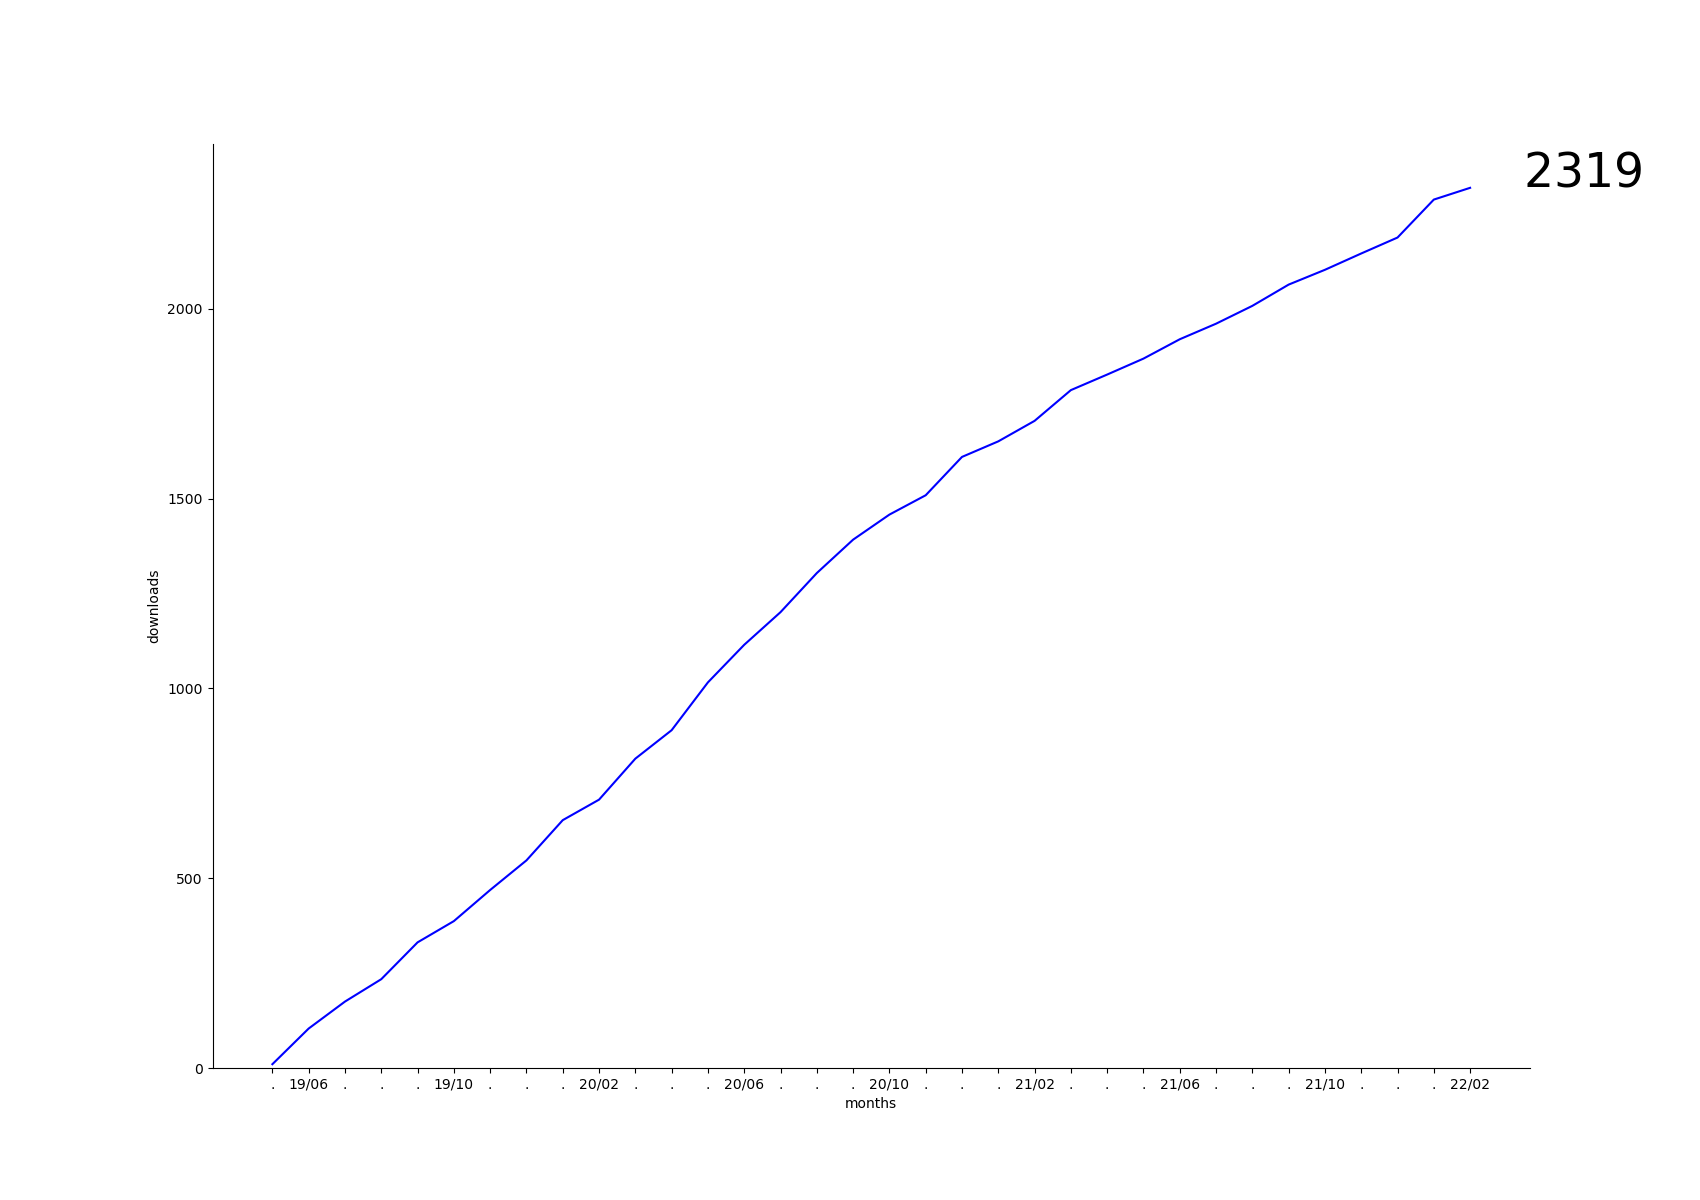 2319
2000
1500
1000
500
0
downloads
. 19/06 . . . 19/10 . . . 20/02 . . . 20/06 . . . 20/10 . . . 21/02 . . . 21/06 . . . 21/10 . . . 22/02
months